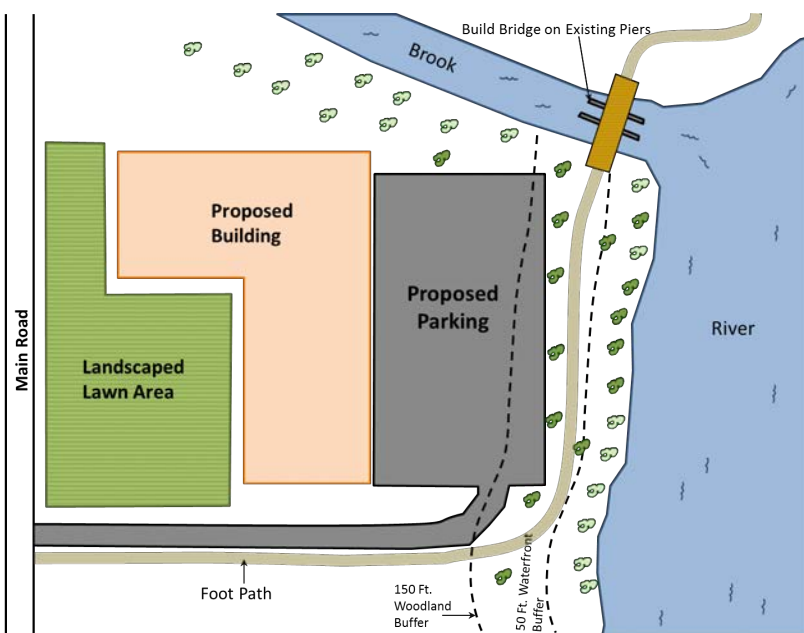 Build Bridge on Existing Piers
Brook
Proposed
Building
Proposed
Parking
River
Main Road
Landscaped
Lawn Area
Foot Path
150 Ft.
Woodland
Buffer
50 Ft. Waterfront
Buffer